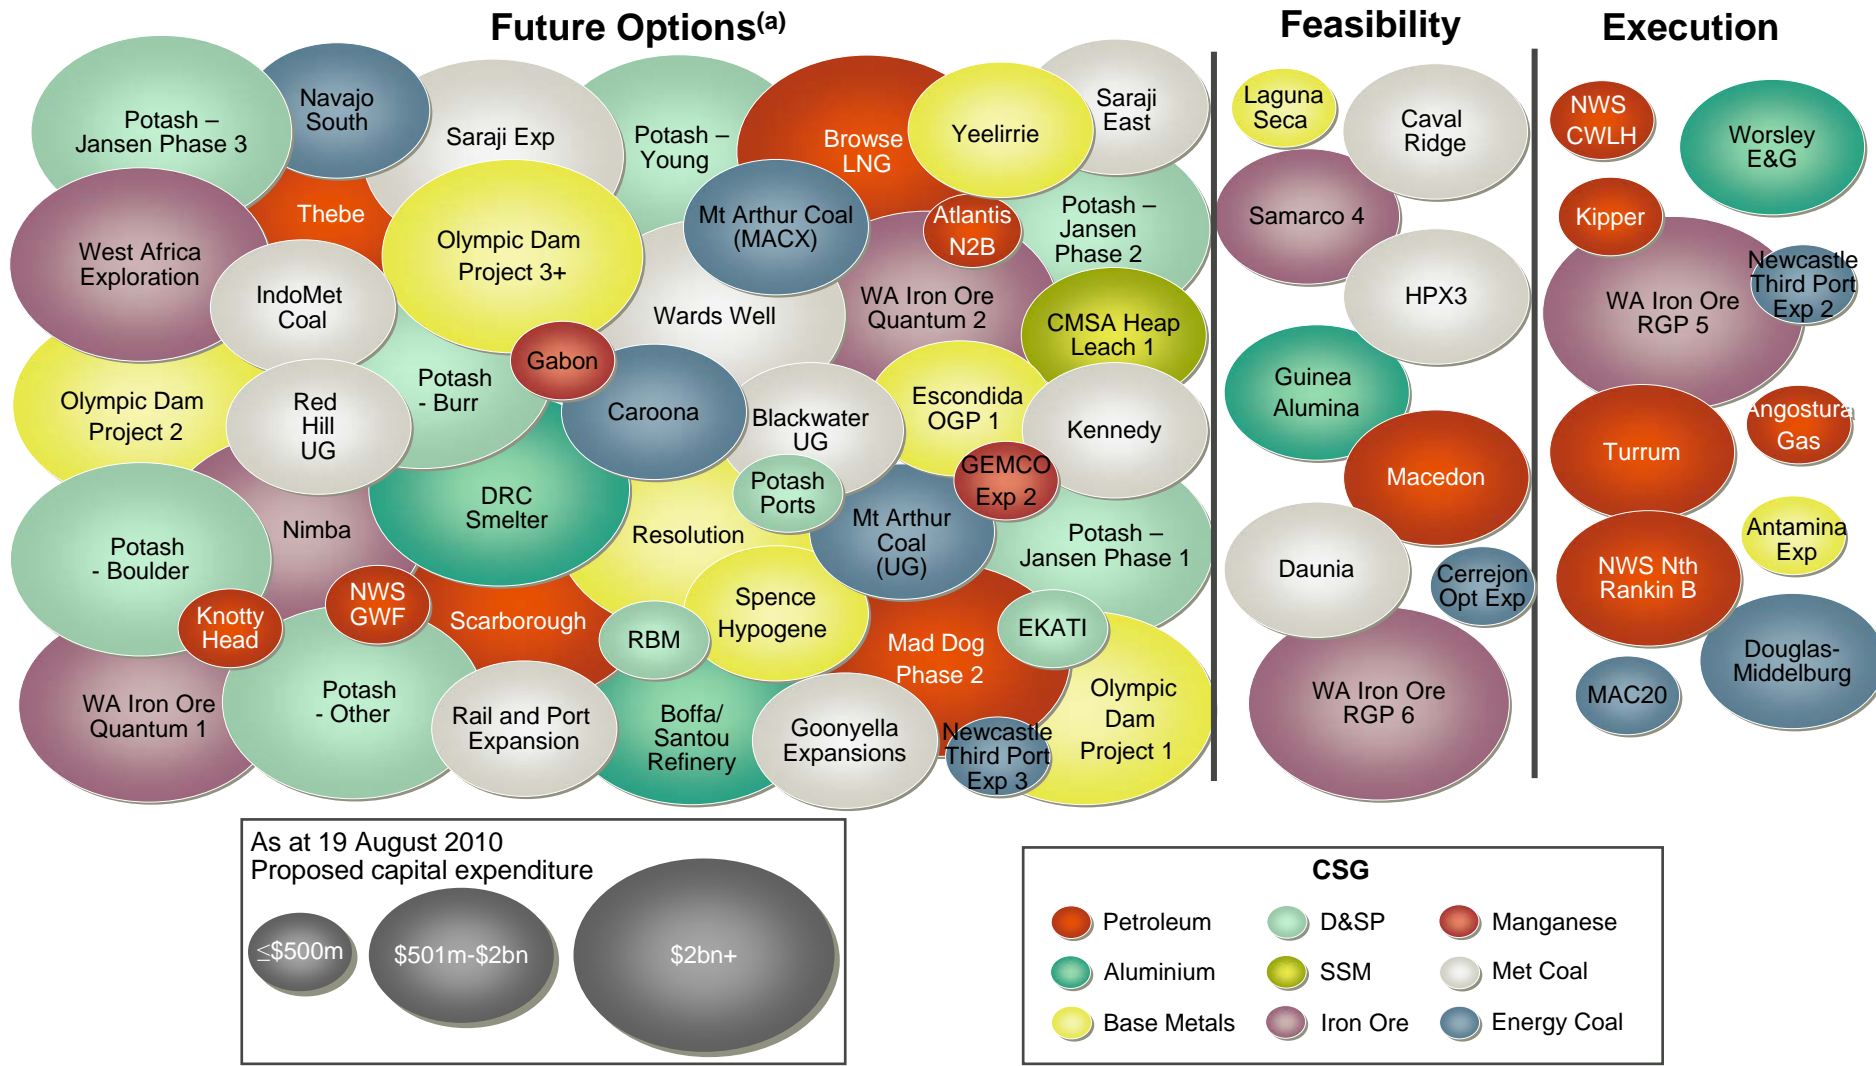 Future Options(a)
Feasibility
Execution
Potash –
Jansen Phase 3
Navajo
South
Saraji Exp
Potash –
Young
Browse
LNG
Yeelirrie
Saraji
East
Thebe
West Africa
Exploration
Olympic Dam
Project 3+
Mt Arthur Coal
(MACX)
Atlantis
N2B
Potash –
Jansen
Phase 2
IndoMet
Coal
Wards Well
WA Iron Ore
Quantum 2
CMSA Heap
Leach 1
Gabon
Olympic Dam
Project 2
Red
Hill
UG
Potash
- Burr
Caroona
Blackwater
UG
Escondida
OGP 1
Kennedy
GEMCO
Exp 2
Potash
Ports
DRC
Smelter
Nimba
Resolution
Mt Arthur
Coal
(UG)
Potash –
Jansen Phase 1
Potash
- Boulder
Knotty
Head
NWS
GWF
Scarborough
RBM
Spence
Hypogene
EKATI
Mad Dog
Phase 2
WA Iron Ore
Quantum 1
Potash
- Other
Rail and Port
Expansion
Boffa/
Santou
Refinery
Goonyella
Expansions
Newcastle
Third Port
Exp 3
Olympic
Dam
Project 1
Laguna
Seca
Caval
Ridge
Samarco 4
HPX3
Guinea
Alumina
Macedon
Daunia
Cerrejon
Opt Exp
WA Iron Ore
RGP 6
NWS
CWLH
Worsley
E&G
Kipper
Newcastle
Third Port
Exp 2
WA Iron Ore
RGP 5
Angostura
Gas
Turrum
Antamina
Exp
NWS Nth
Rankin B
Douglas-
Middelburg
MAC20
As at 19 August 2010
Proposed capital expenditure
≤$500m
$501m-$2bn
$2bn+
CSG
Petroleum
D&SP
Manganese
Aluminium
SSM
Met Coal
Base Metals
Iron Ore
Energy Coal